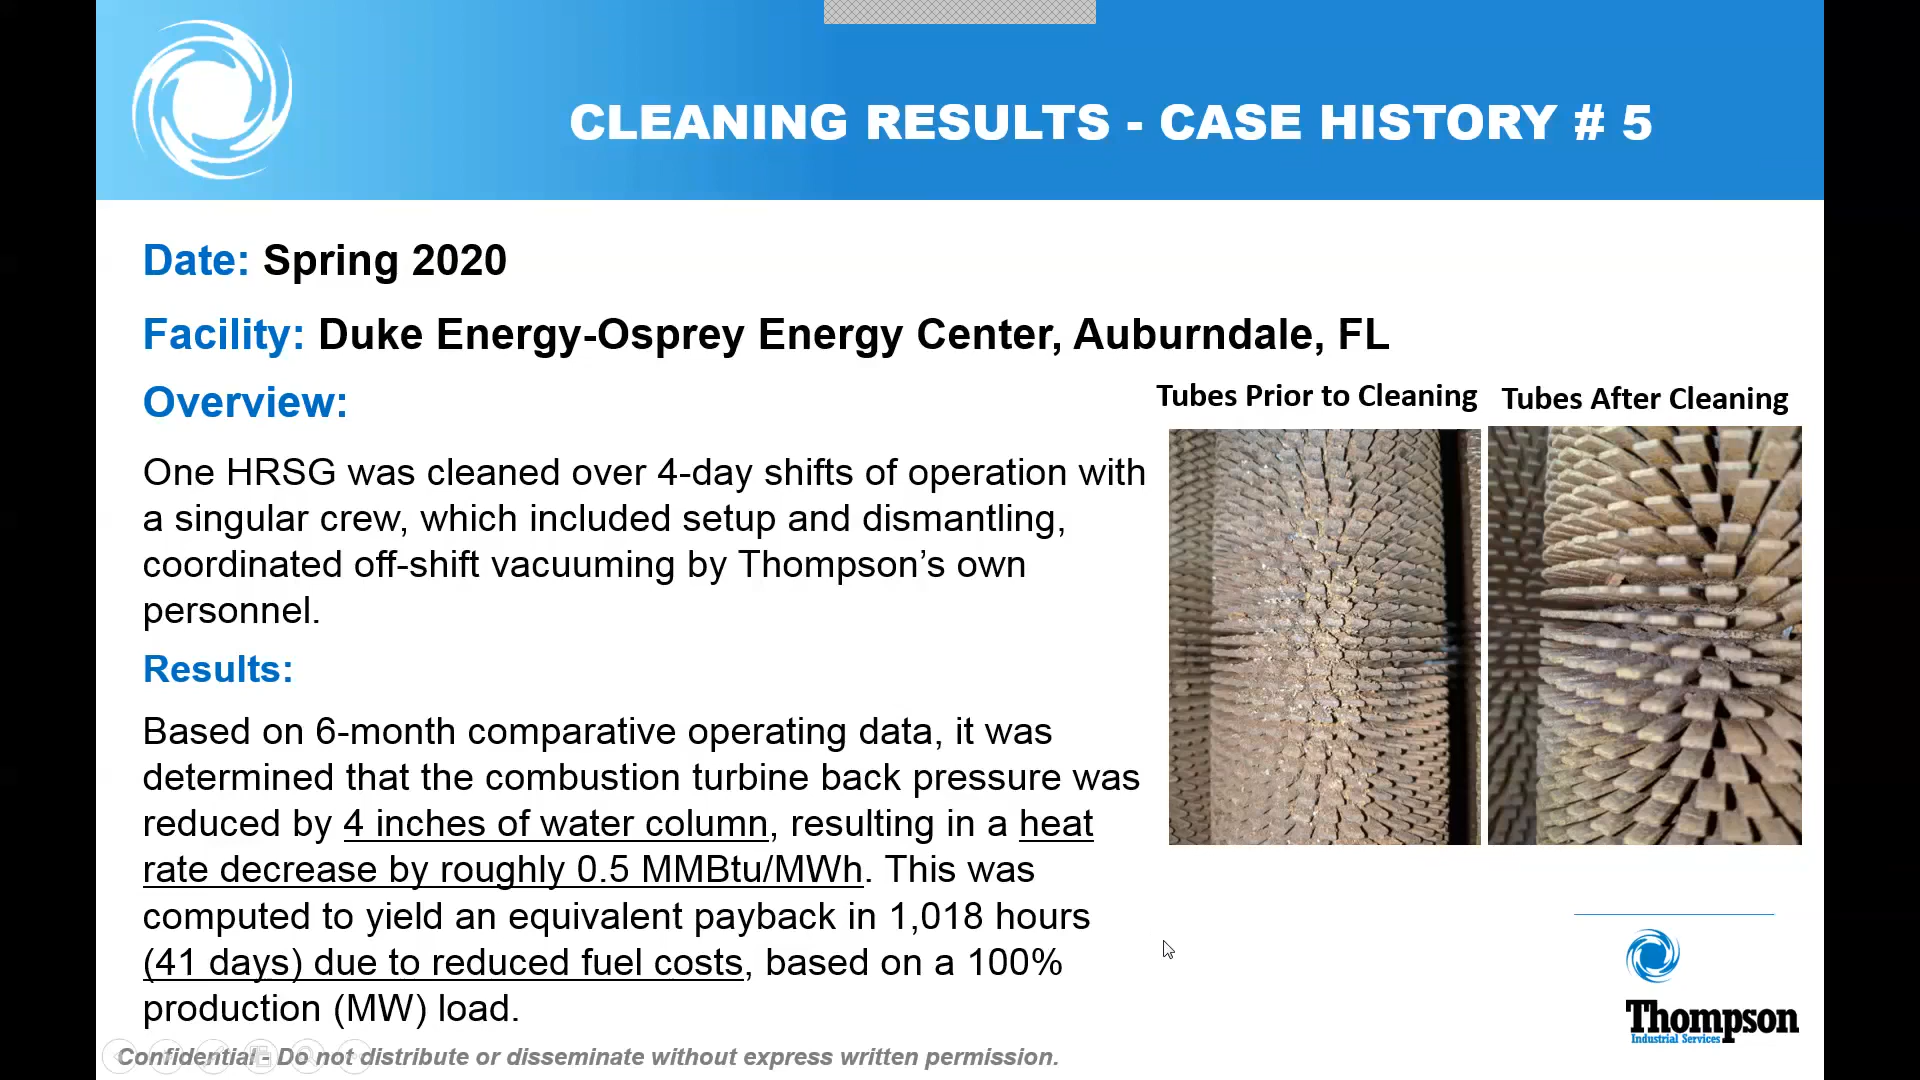 CLEANING RESULTS - CASE HISTORY # 5
Date: Spring 2020
Facility: Duke Energy-Osprey Energy Center, Auburndale, FL
Overview:
One HRSG was cleaned over 4-day shifts of operation with
a singular crew, which included setup and dismantling,
coordinated off-shift vacuuming by Thompson’s own
personnel.
Results:
Based on 6-month comparative operating data, it was
determined that the combustion turbine back pressure was
reduced by 4 inches of water column, resulting in a heat
rate decrease by roughly 0.5 MMBtu/MWh. This was
computed to yield an equivalent payback in 1,018 hours
(41 days) due to reduced fuel costs, based on a 100%
production (MW) load.
Tubes Prior to Cleaning
Tubes After Cleaning
Thompson
Industrial Services
Confidential - Do not distribute or disseminate without express written permission.